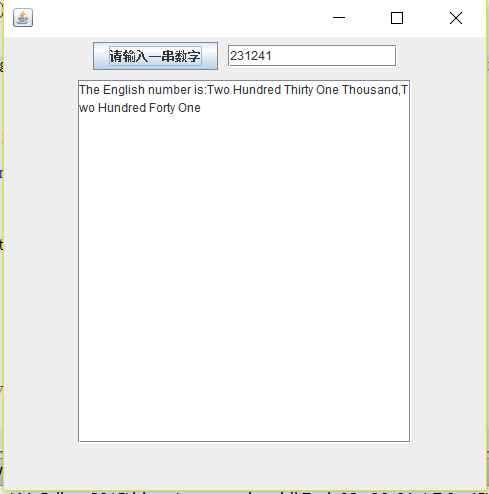 请输入一串数字 231241
The English number is:Two Hundred Thirty One Thousand,T
wo Hundred Forty One